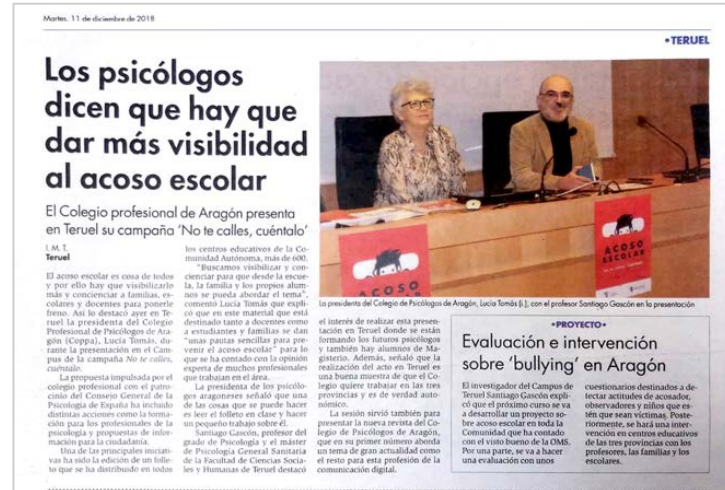 Martes, 11 de diciembre de 2018
•TERUEL
Los psicólogos
dicen que hay que
dar más visibilidad
al acoso escolar
El Colegio profesional de Aragón presenta
en Teruel su campaña ‘No te calles, cuéntalo’
I. M. T.
Teruel
El acoso escolar es cosa de todos
y por ello hay que visibilizarlo
más y concienciar a familias, es-
colares y docentes para ponerle
freno. Así lo destacó ayer en Te-
ruel la presidenta del Colegio
Profesional de Psicólogos de Ara-
gón (Coppa), Lucía Tomás, du-
rante la presentación en el Cam-
pus de la campaña No te calles,
cuéntalo.
La propuesta impulsada por el
colegio profesional con el patro-
cinio del Consejo General de la
Psicología de España ha incluido
distintas acciones como la forma-
ción para los profesionales de la
psicología y propuestas de infor-
mación para la ciudadanía.
Una de las principales iniciati-
vas ha sido la edición de un folle-
to que se ha distribuido en todos
los centros educativos de la Co-
munidad Autónoma, más de 600.
“Buscamos visibilizar y con-
cienciar para que desde la escue-
la, la familia y los propios alum-
nos se pueda abordar el tema”,
comentó Lucía Tomás que expli-
có que en este material que está
destinado tanto a docentes como
a estudiantes y familias se dan
“unas pautas sencillas para pre-
venir el acoso escolar” para lo
que se ha contado con la opinión
experta de muchos profesionales
que trabajan en el área.
La presidenta de los psicólo-
gos aragoneses señaló que una
de las cosas que se puede hacer
es leer el folleto en clase y hacer
un pequeño trabajo sobre él.
Santiago Gascón, profesor del
grado de Psicología y el máster
de Psicología General Sanitaria
de la Facultad de Ciencias Socia-
les y Humanas de Teruel destacó
ACOSO
ESCOLAR
ACOSO
ESCOLAR
La presidenta del Colegio de Psicólogos de Aragón, Lucía Tomás (i.), con el profesor Santiago Gascón en la presentación
el interés de realizar esta presen-
tación en Teruel donde se están
formando los futuros psicólogos
y también hay alumnos de Ma-
gisterio. Además, señaló que la
realización del acto en Teruel es
una buena muestra de que el Co-
legio quiere trabajar en las tres
provincias y es de verdad auto-
nómico.
La sesión sirvió también para
presentar la nueva revista del Co-
legio de Psicólogos de Aragón,
que en su primer número aborda
un tema de gran actualidad como
el resto para esta profesión de la
comunicación digital.
•PROYECTO•
Evaluación e intervención
sobre ‘bullying’ en Aragón
El investigador del Campus de
Teruel Santiago Gascón expli-
có que el próximo curso se va
a desarrollar un proyecto so-
bre acoso escolar en toda la
Comunidad que ha contado
con el visto bueno de la OMS.
Por una parte, se va a hacer
una evaluación con unos
cuestionarios destinados a de-
tectar actitudes de acosador,
observadores y niños que es-
tén que sean víctimas. Poste-
riormente, se hará una inter-
vención en centros educativos
de las tres provincias con los
profesores, las familias y los
escolares.